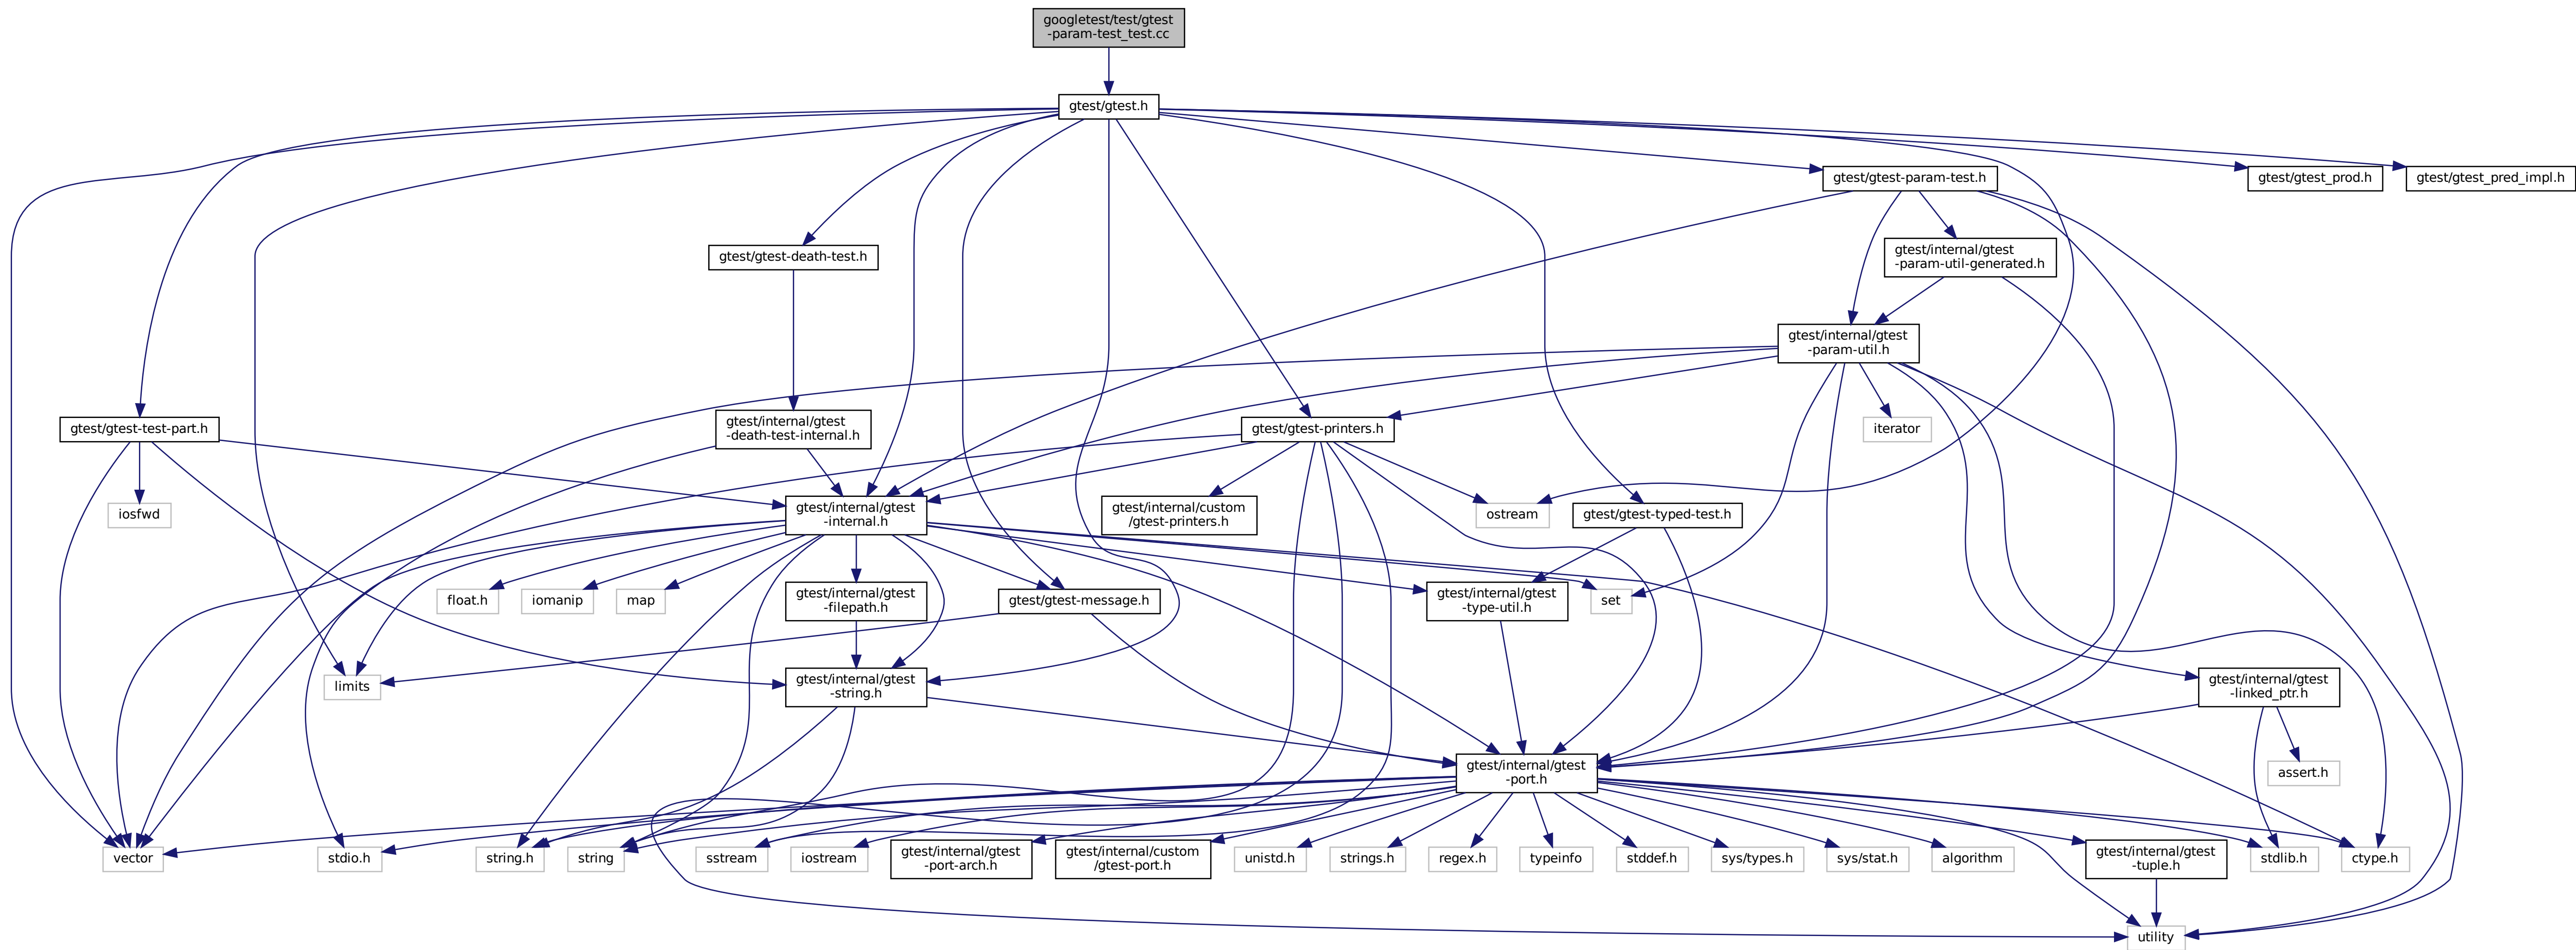 googletest/test/gtest
-param-test_test.cc
gtest/gtest.h
gtest/gtest-param-test.h
gtest/gtest_prod.h
gtest/gtest_pred_impl.h
gtest/gtest-death-test.h
gtest/internal/gtest
-param-util-generated.h
gtest/internal/gtest
-param-util.h
gtest/gtest-test-part.h
gtest/internal/gtest
-death-test-internal.h
gtest/gtest-printers.h
iterator
iosfwd
gtest/internal/gtest
-internal.h
gtest/internal/custom
/gtest-printers.h
ostream
gtest/gtest-typed-test.h
float.h
iomanip
map
gtest/internal/gtest
-filepath.h
gtest/gtest-message.h
gtest/internal/gtest
-type-util.h
set
limits
gtest/internal/gtest
-string.h
gtest/internal/gtest
-linked_ptr.h
gtest/internal/gtest
-port.h
assert.h
vector
stdio.h
string.h
string
sstream
iostream
gtest/internal/gtest
-port-arch.h
gtest/internal/custom
/gtest-port.h
unistd.h
strings.h
regex.h
typeinfo
stddef.h
sys/types.h
sys/stat.h
algorithm
gtest/internal/gtest
-tuple.h
stdlib.h
ctype.h
utility